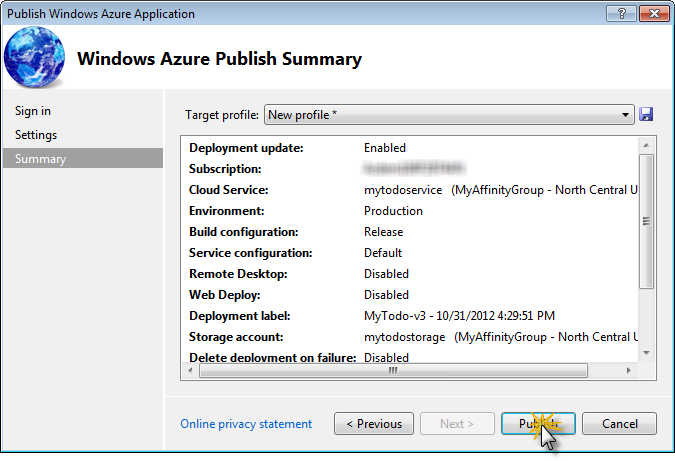 Publish Windows Azure Application
Windows Azure Publish Summary
Sign in
Settings
Summary
Target profile: New profile *
Deployment update: Enabled
Subscription:
Cloud Service: mytodoservice (MyAffinityGroup - North Central U
Environment: Production
Build configuration: Release
Service configuration: Default
Remote Desktop: Disabled
Web Deploy: Disabled
Deployment label: MyTodo-v3 - 10/31/2012 4:29:51 PM
Storage account: mytodostorage (MyAffinityGroup - North Central U
Delete deployment on failure: Disabled
Online privacy statement < Previous Next > Publish Cancel